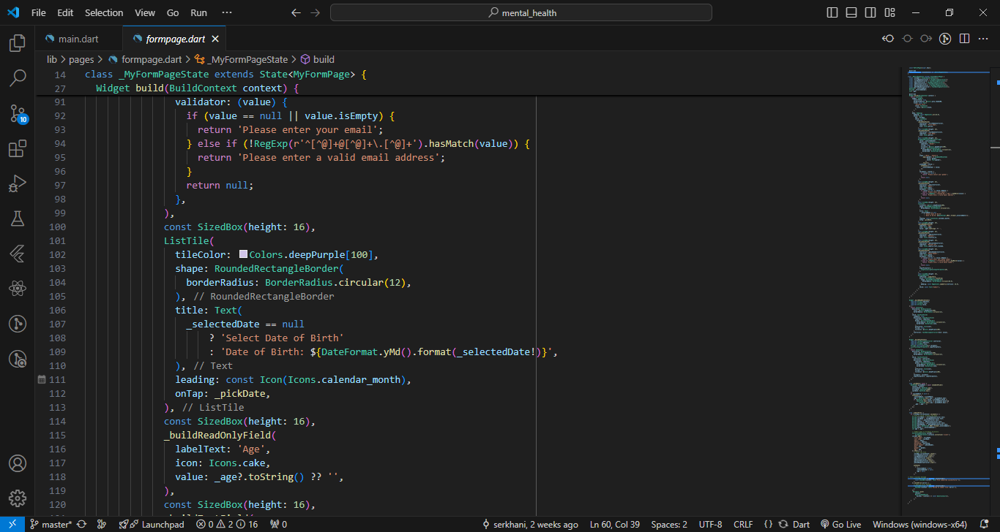 File Edit Selection View Go Run ··· mental_health
main.dart formpage.dart
lib > pages > formpage.dart > _MyFormPageState > build
14 class _MyFormPageState extends State<MyFormPage> {
27 Widget build(BuildContext context) {
91 validator: (value) {
92 if (value == null || value.isEmpty) {
93 return 'Please enter your email';
94 } else if (!RegExp(r'^[^@]+@[^@]+\.[^@]+').hasMatch(value)) {
95 return 'Please enter a valid email address';
96 }
97 return null;
98 },
99 ),
100 const SizedBox(height: 16),
101 ListTile(
102 tileColor: Colors.deepPurple[100],
103 shape: RoundedRectangleBorder(
104 borderRadius: BorderRadius.circular(12),
105 ), // RoundedRectangleBorder
106 title: Text(
107 _selectedDate == null
108 ? 'Select Date of Birth'
109 : 'Date of Birth: ${DateFormat.yMd().format(_selectedDate!)}',
110 ), // Text
111 leading: const Icon(Icons.calendar_month),
112 onTap: _pickDate,
113 ), // ListTile
114 const SizedBox(height: 16),
115 _buildReadOnlyField(
116 labelText: 'Age',
117 icon: Icons.cake,
118 value: _age?.toString() ?? '',
119 ),
120 const SizedBox(height: 16),
10
master* Launchpad 0 2 16 0 serkhani, 2 weeks ago Ln 60, Col 39 Spaces: 2 UTF-8 CRLF {} Dart Go Live Windows (windows-x64)